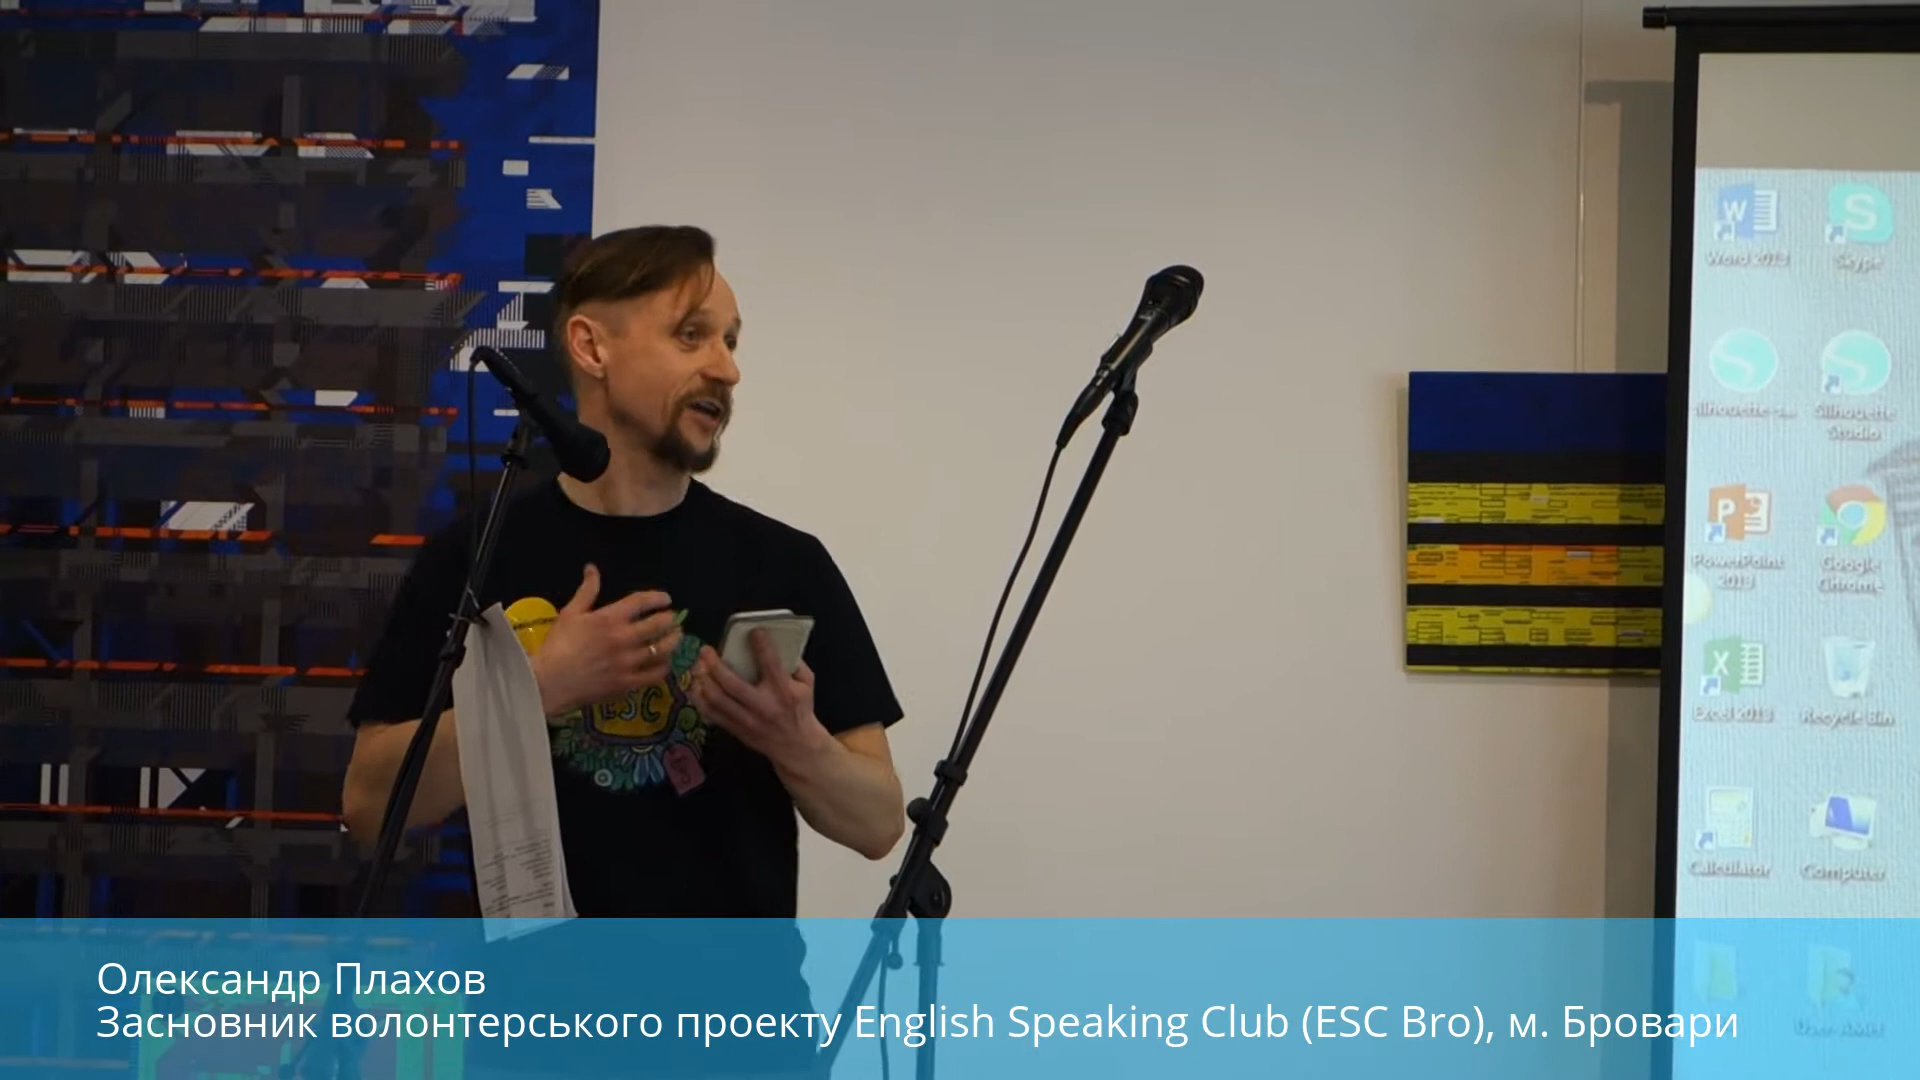 Word 2013
Skype
Silhouette
Studio
PowerPoint
2013
Google
Chrome
Excel 2013
Recycle Bin
Calculator
Computer
ESC
Олександр Плахов
Засновник волонтерського проекту English Speaking Club (ESC Bro), м. Бровари